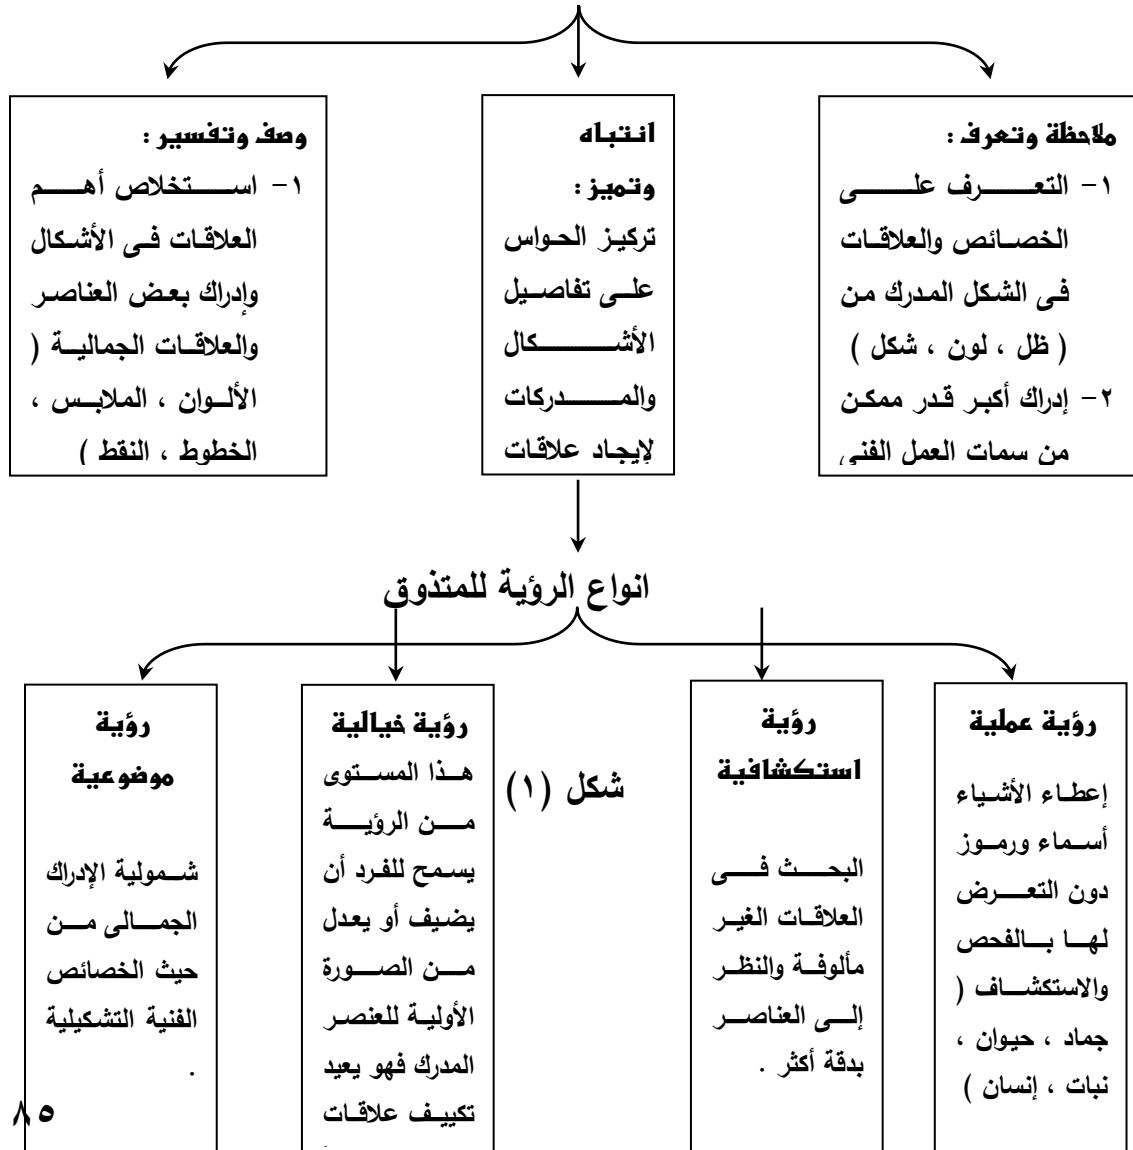 ملاحظة وتعرف :
١- التعرف على
الخصائص والعلاقات
فى الشكل المدرك من
( ظل ، لون ، شكل )
٢- إدراك أكبر قدر ممكن
من سمات العمل الفنى
انتباه
وتميز :
تركيز الحواس
على تفاصيل
الأشكال
والمدركات
لإيجاد علاقات
وصف وتفسير :
١- استخلاص أهم
العلاقات فى الأشكال
وإدراك بعض العناصر
والعلاقات الجمالية (
الألوان ، الملابس ،
الخطوط ، النقط )
انواع الرؤية للمتذوق
رؤية عملية
إعطاء الأشياء
أسماء ورموز
دون التعرض
لها بالفحص
والاستكشاف (
جماد ، حيوان ،
نبات ، إنسان )
رؤية
استكشافية
البحث فى
العلاقات الغير
مألوفة والنظر
إلى العناصر
بدقة أكثر .
شكل (١)
رؤية خيالية
هذا المستوى
من الرؤية
يسمح للفرد أن
يضيف أو يعدل
من الصورة
الأولية للعنصر
المدرك فهو يعيد
تكييف علاقات
رؤية
موضوعية
شمولية الإدراك
الجمالى من
حيث الخصائص
الفنية التشكيلية
.
٨٥